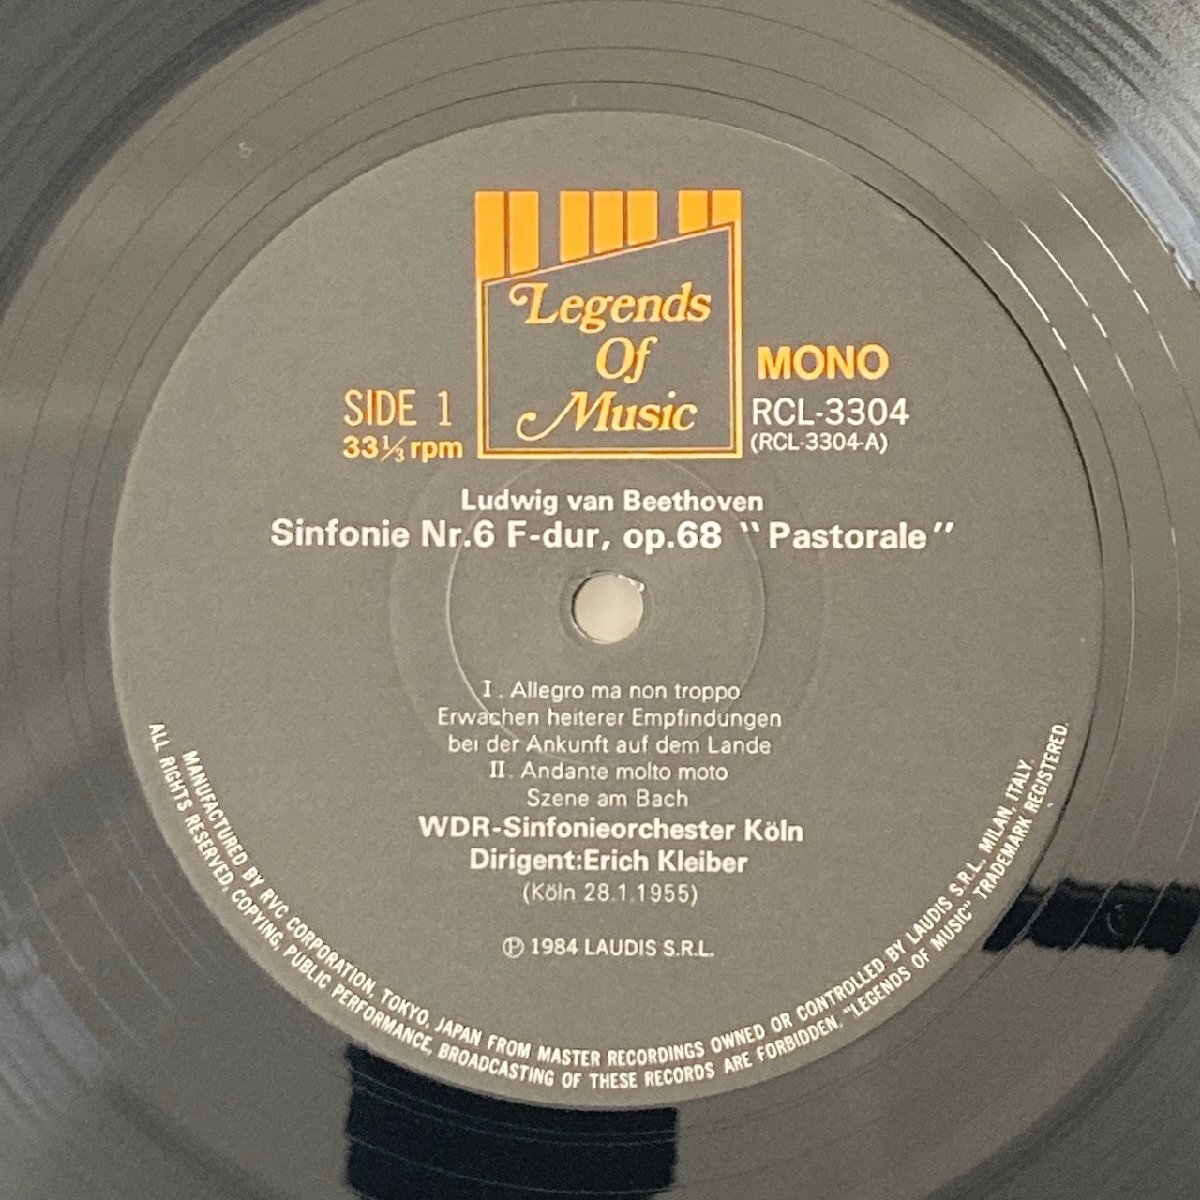 Legends
Of
Music
MONO
SIDE 1
33⅓ rpm
RCL-3304
(RCL-3304-A)
Ludwig van Beethoven
Sinfonie Nr.6 F-dur, op.68 "Pastorale"
I. Allegro ma non troppo
Erwachen heiterer Empfindungen
bei der Ankunft auf dem Lande
II. Andante molto moto
Szene am Bach
WDR-Sinfonieorchester Köln
Dirigent:Erich Kleiber
(Köln 28.1.1955)
Ⓟ 1984 LAUDIS S.R.L.
MANUFACTURED BY RVC CORPORATION, TOKYO, JAPAN FROM MASTER RECORDINGS OWNED OR CONTROLLED BY LAUDIS S.R.L., MILAN, ITALY.
ALL RIGHTS RESERVED, COPYING, PUBLIC PERFORMANCE, BROADCASTING OF THESE RECORDS ARE FORBIDDEN. "LEGENDS OF MUSIC" TRADEMARK REGISTERED.